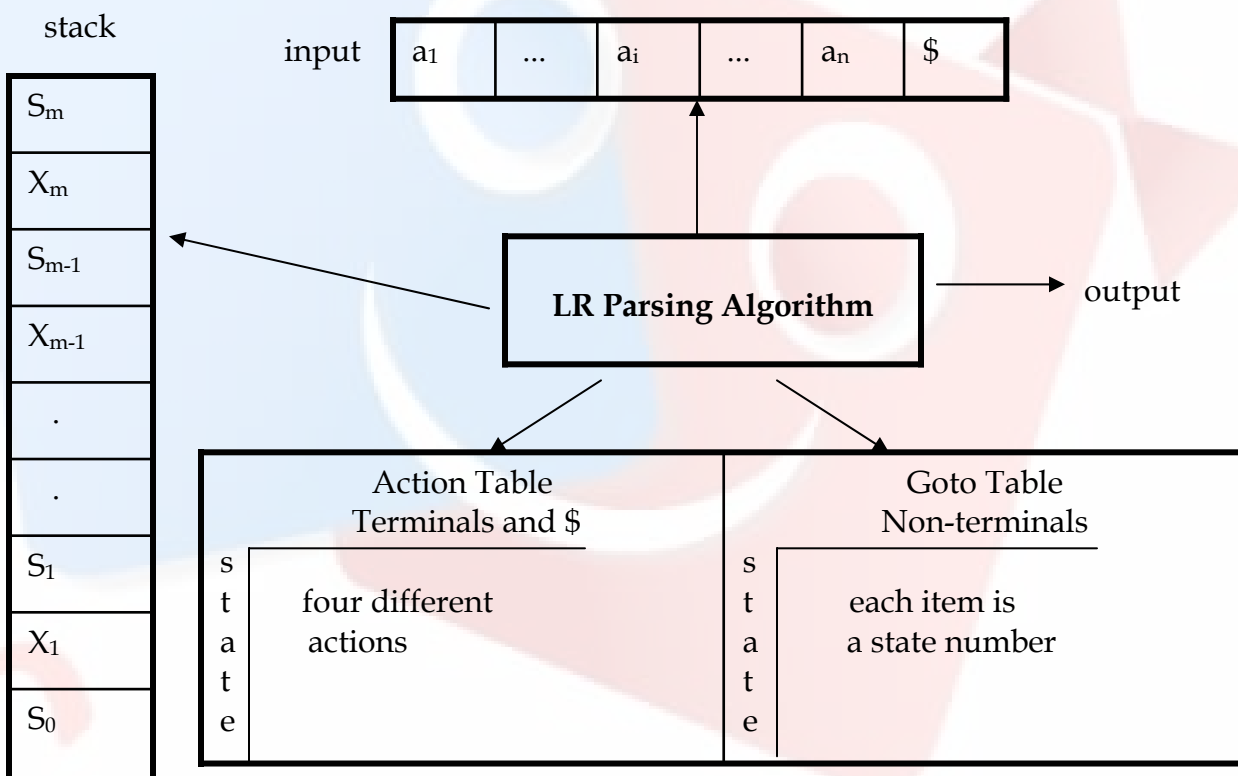 stack
input a₁ ... aᵢ ... aₙ $
Sₘ
Xₘ
Sₘ₋₁
Xₘ₋₁
.
.
S₁
X₁
S₀
LR Parsing Algorithm
output
Action Table
Terminals and $
s
t four different
a actions
t
e
Goto Table
Non-terminals
s
t each item is
a a state number
t
e